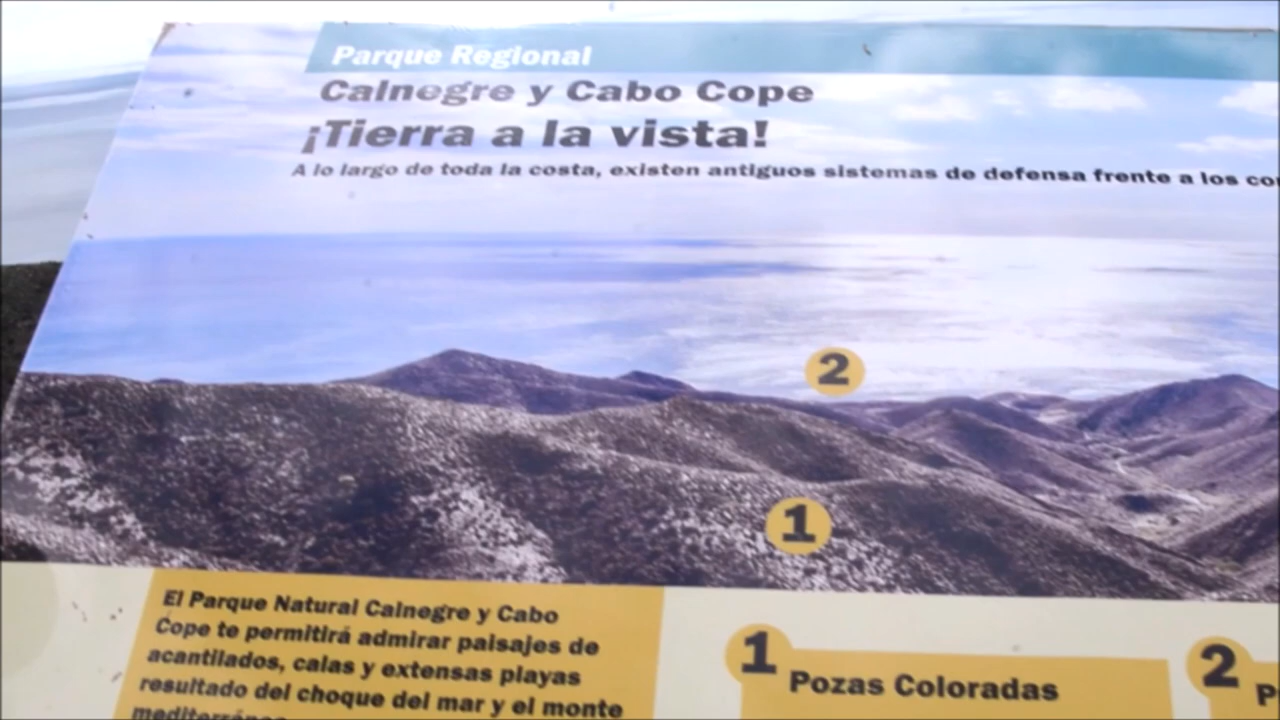 Parque Regional
Calnegre y Cabo Cope
¡Tierra a la vista!
A lo largo de toda la costa, existen antiguos sistemas de defensa frente a los
2
1
El Parque Natural Calnegre y Cabo
Cope te permitirá admirar paisajes de
acantilados, calas y extensas playas
resultado del choque del mar y el monte
1
Pozas Coloradas
2
P